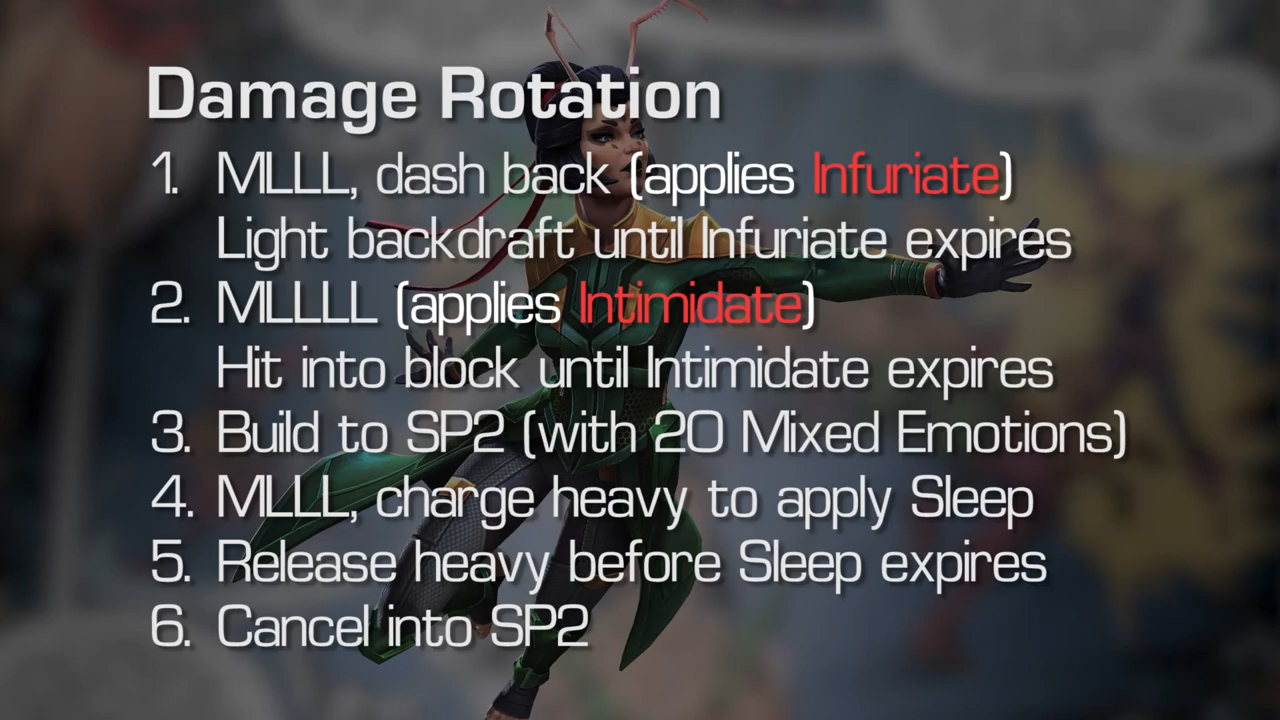 Damage Rotation
1. MLLL, dash back (applies Infuriate)
Light backdraft until Infuriate expires
2. MLLLL (applies Intimidate)
Hit into block until Intimidate expires
3. Build to SP2 (with 20 Mixed Emotions)
4. MLLL, charge heavy to apply Sleep
5. Release heavy before Sleep expires
6. Cancel into SP2